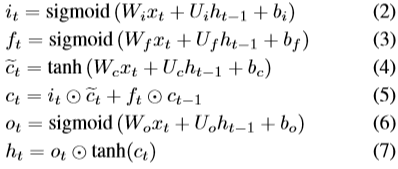 i_t = sigmoid(W_i x_t + U_i h_{t−1} + b_i) (2)
f_t = sigmoid(W_f x_t + U_f h_{t−1} + b_f) (3)
c̃_t = tanh(W_c x_t + U_c h_{t−1} + b_c) (4)
c_t = i_t ⊙ c̃_t + f_t ⊙ c_{t−1} (5)
o_t = sigmoid(W_o x_t + U_o h_{t−1} + b_o) (6)
h_t = o_t ⊙ tanh(c_t) (7)